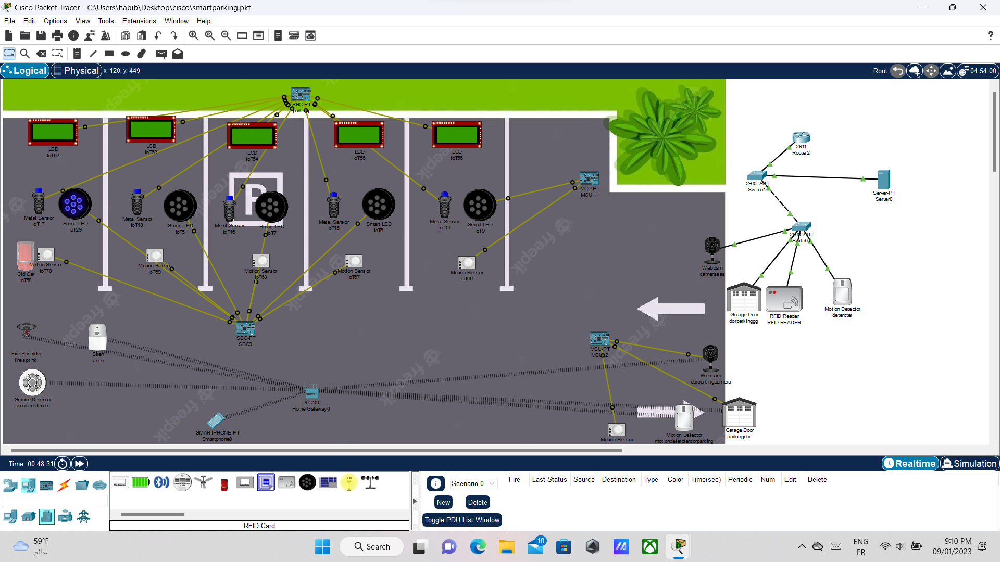 Cisco Packet Tracer - C:\Users\habib\Desktop\cisco\smartparking.pkt
File Edit Options View Tools Extensions Window Help
?
Logical Physical x: 120, y: 449 Root 04:54:00
SBC-PT
parking
LCD
IoT52
LCD
IoT53
LCD
IoT54
LCD
IoT55
LCD
IoT56
2911
Router2
2960-24TT
Switch1
Server-PT
Server0
MCU-PT
MCU11
P
Metal Sensor
IoT17
Smart LED
IoT29
Metal Sensor
IoT18
Smart LED
IoT5
Metal Sensor
IoT16
Smart LED
IoT7
Metal Sensor
IoT15
Smart LED
IoT6
Metal Sensor
IoT14
Smart LED
IoT9
2960-24TT
Switch0
Old Car
IoT58
Motion Sensor
IoT70
Motion Sensor
IoT69
Motion Sensor
IoT68
Motion Sensor
IoT67
Motion Sensor
IoT66
Webcam
cameraaaa
Garage Door
dorparkinggg
RFID Reader
RFID READER
Motion Detector
detercter
SBC-PT
SBC9
Fire Sprinkler
fire sprink
Siren
sirien
MCU-PT
Webcam
dorparkingcamera
Smoke Detector
smokedetecter
DLC100
Home Gateway0
SMARTPHONE-PT
Smartphone0
Motion Sensor
Motion Detector
motiondetercterdorparking
Garage Door
parkingdor
freepik
Time: 00:48:31 Realtime Simulation
Scenario 0
New Delete
Toggle PDU List Window
Fire Last Status Source Destination Type Color Time(sec) Periodic Num Edit Delete
RFID Card
59°F
غائم
Search
10
ENG
FR
9:10 PM
09/01/2023